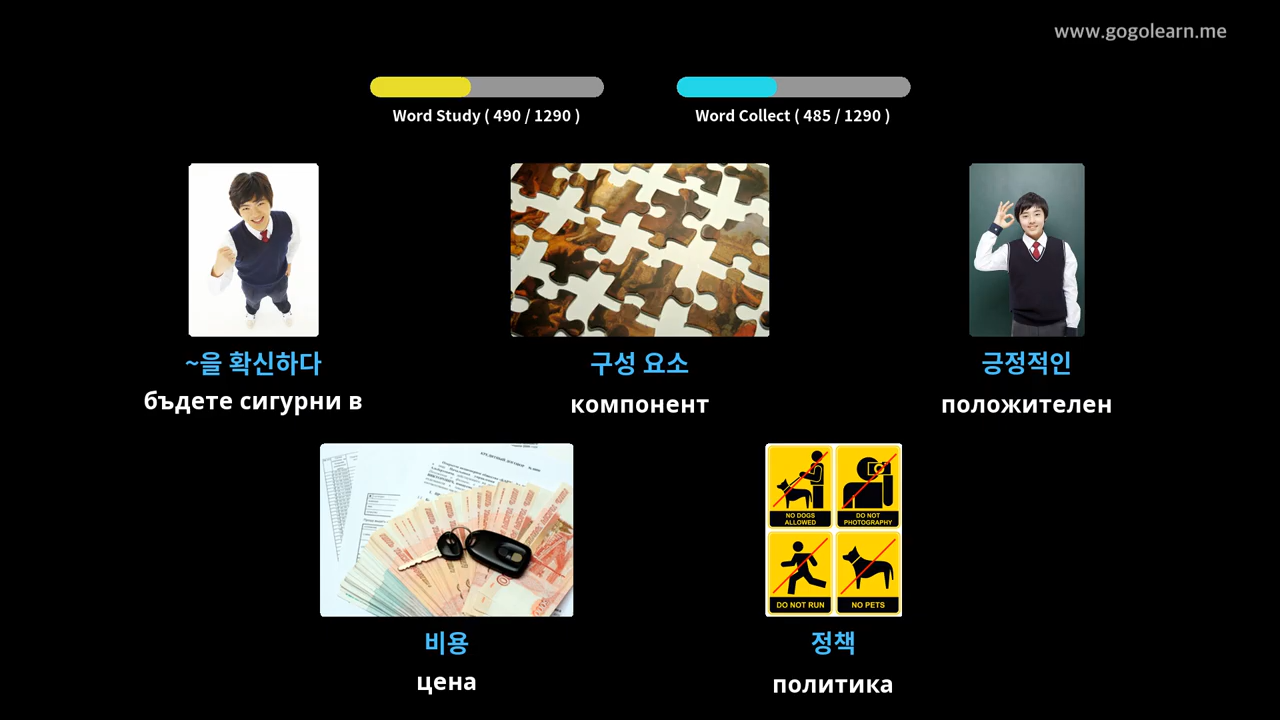 www.gogolearn.me
Word Study ( 490 / 1290 )
Word Collect ( 485 / 1290 )
~을 확신하다
구성 요소
긍정적인
бъдете сигурни в
компонент
положителен
КРЕДИТНЫЙ ДОГОВОР
NO DOGS
ALLOWED
DO NOT
PHOTOGRAPHY
DO NOT RUN
NO PETS
비용
정책
цена
политика